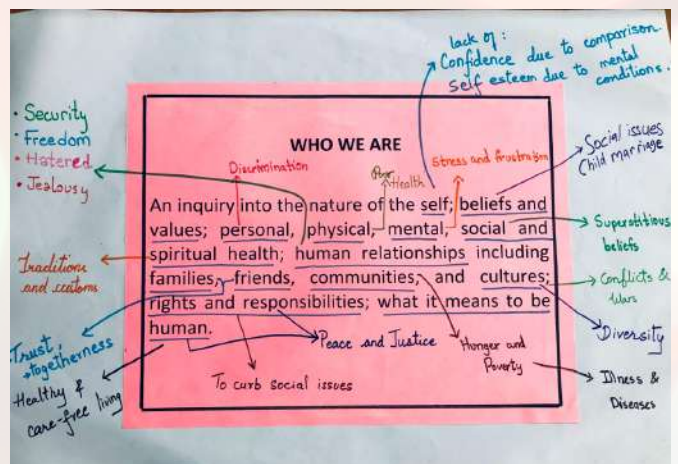 lack of:
Confidence due to comparison.
Self esteem due to mental
conditions.
• Security
• Freedom
• Hatered
• Jealousy
WHO WE ARE
Discrimination
Poor
Health
Stress and frustration
Social issues
Child marriage
An inquiry into the nature of the self; beliefs and
values; personal, physical, mental, social and
spiritual health; human relationships including
families, friends, communities, and cultures;
rights and responsibilities; what it means to be
human.
Superstitious
beliefs
Traditions
and customs
Conflicts &
Wars
Trust,
togetherness
Peace and Justice
Hunger and
Poverty
Diversity
Healthy &
care-free living
To curb social issues
Illness &
Diseases